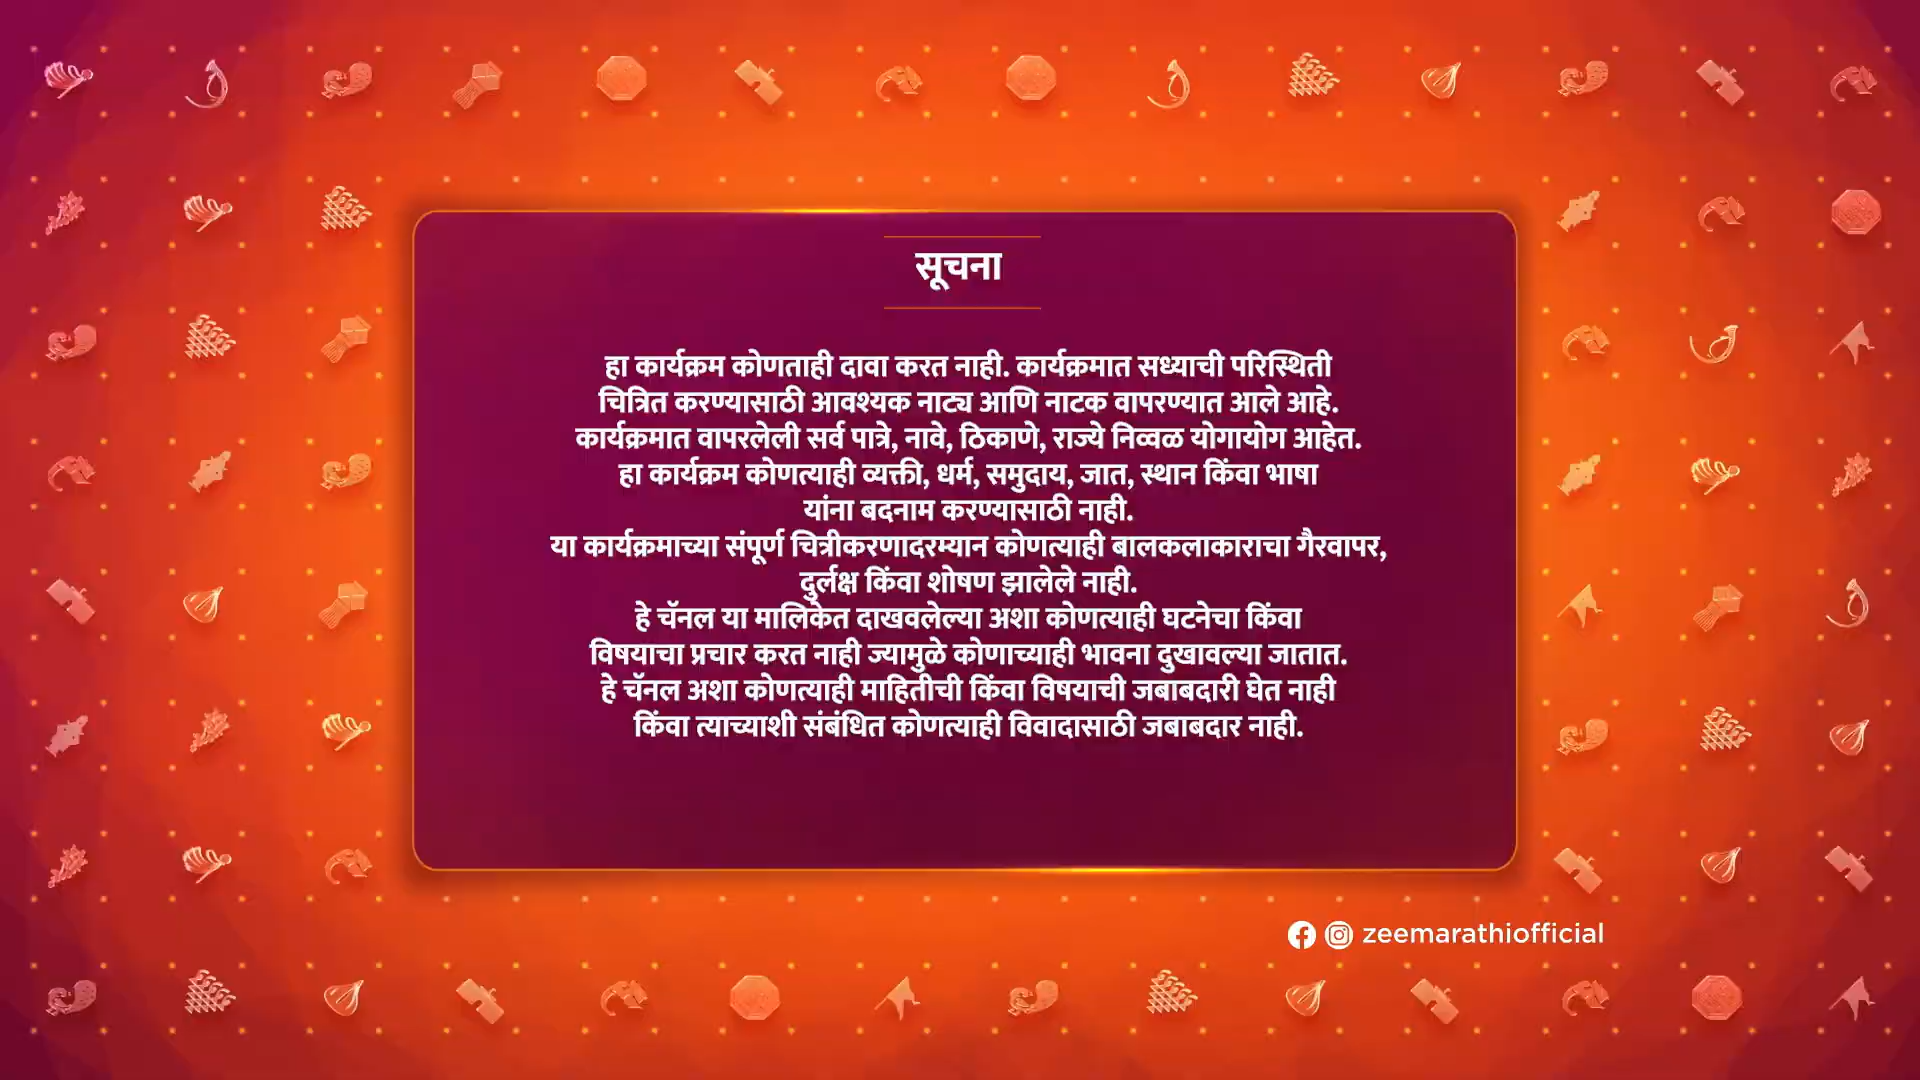 सूचना
हा कार्यक्रम कोणताही दावा करत नाही. कार्यक्रमात सध्याची परिस्थिती
चित्रित करण्यासाठी आवश्यक नाट्य आणि नाटक वापरण्यात आले आहे.
कार्यक्रमात वापरलेली सर्व पात्रे, नावे, ठिकाणे, राज्ये निव्वळ योगायोग आहेत.
हा कार्यक्रम कोणत्याही व्यक्ती, धर्म, समुदाय, जात, स्थान किंवा भाषा
यांना बदनाम करण्यासाठी नाही.
या कार्यक्रमाच्या संपूर्ण चित्रीकरणादरम्यान कोणत्याही बालकलाकाराचा गैरवापर,
दुर्लक्ष किंवा शोषण झालेले नाही.
हे चॅनल या मालिकेत दाखवलेल्या अशा कोणत्याही घटनेचा किंवा
विषयाचा प्रचार करत नाही ज्यामुळे कोणाच्याही भावना दुखावल्या जातात.
हे चॅनल अशा कोणत्याही माहितीची किंवा विषयाची जबाबदारी घेत नाही
किंवा त्याच्याशी संबंधित कोणत्याही विवादासाठी जबाबदार नाही.
zeemarathiofficial